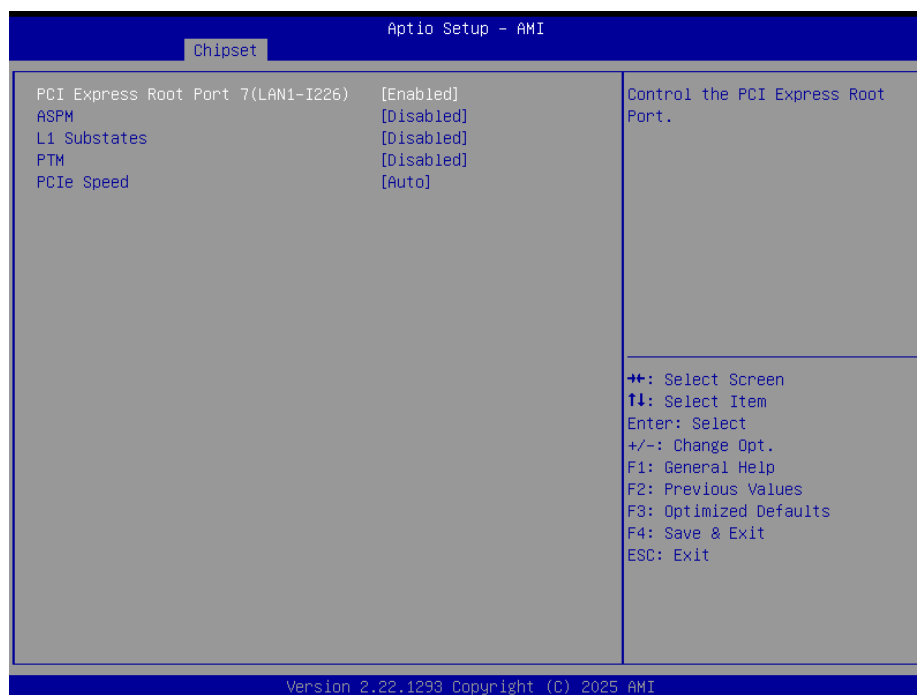 Aptio Setup – AMI
Chipset
PCI Express Root Port 7(LAN1-I226) [Enabled]
ASPM [Disabled]
L1 Substates [Disabled]
PTM [Disabled]
PCIe Speed [Auto]
Control the PCI Express Root
Port.
→←: Select Screen
↑↓: Select Item
Enter: Select
+/-: Change Opt.
F1: General Help
F2: Previous Values
F3: Optimized Defaults
F4: Save & Exit
ESC: Exit
Version 2.22.1293 Copyright (C) 2025 AMI